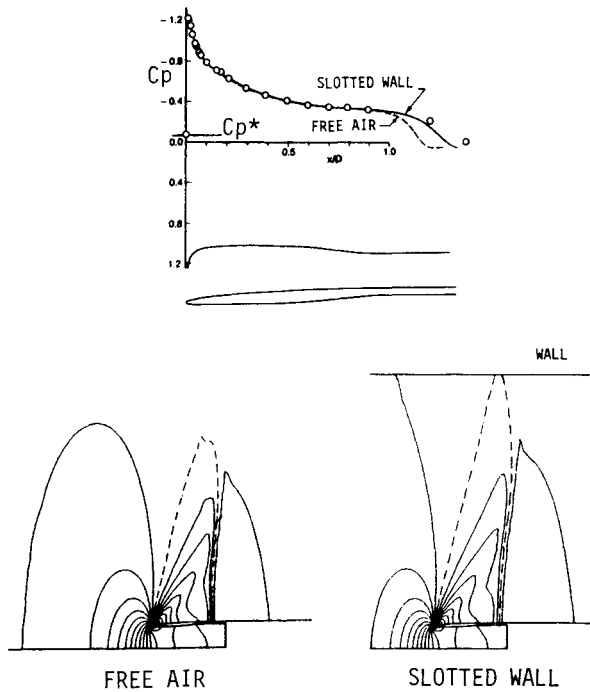 - 1.2
- 0.8
Cp
SLOTTED WALL
- 0.4
FREE AIR
Cp*
0.0
0.5
1.0
x/D
0.4
0.8
1.2
WALL
FREE AIR
SLOTTED WALL